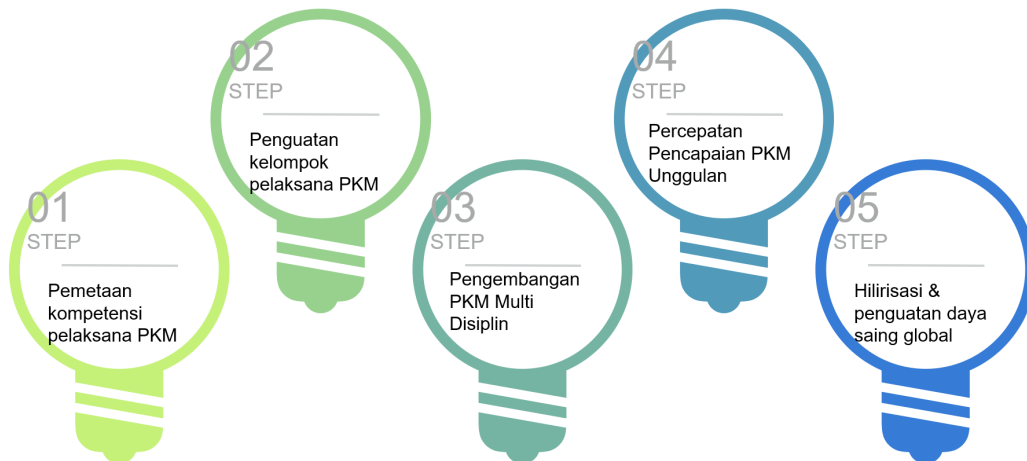 01
STEP
Pemetaan
kompetensi
pelaksana PKM
02
STEP
Penguatan
kelompok
pelaksana PKM
03
STEP
Pengembangan
PKM Multi
Disiplin
04
STEP
Percepatan
Pencapaian PKM
Unggulan
05
STEP
Hilirisasi &
penguatan daya
saing global